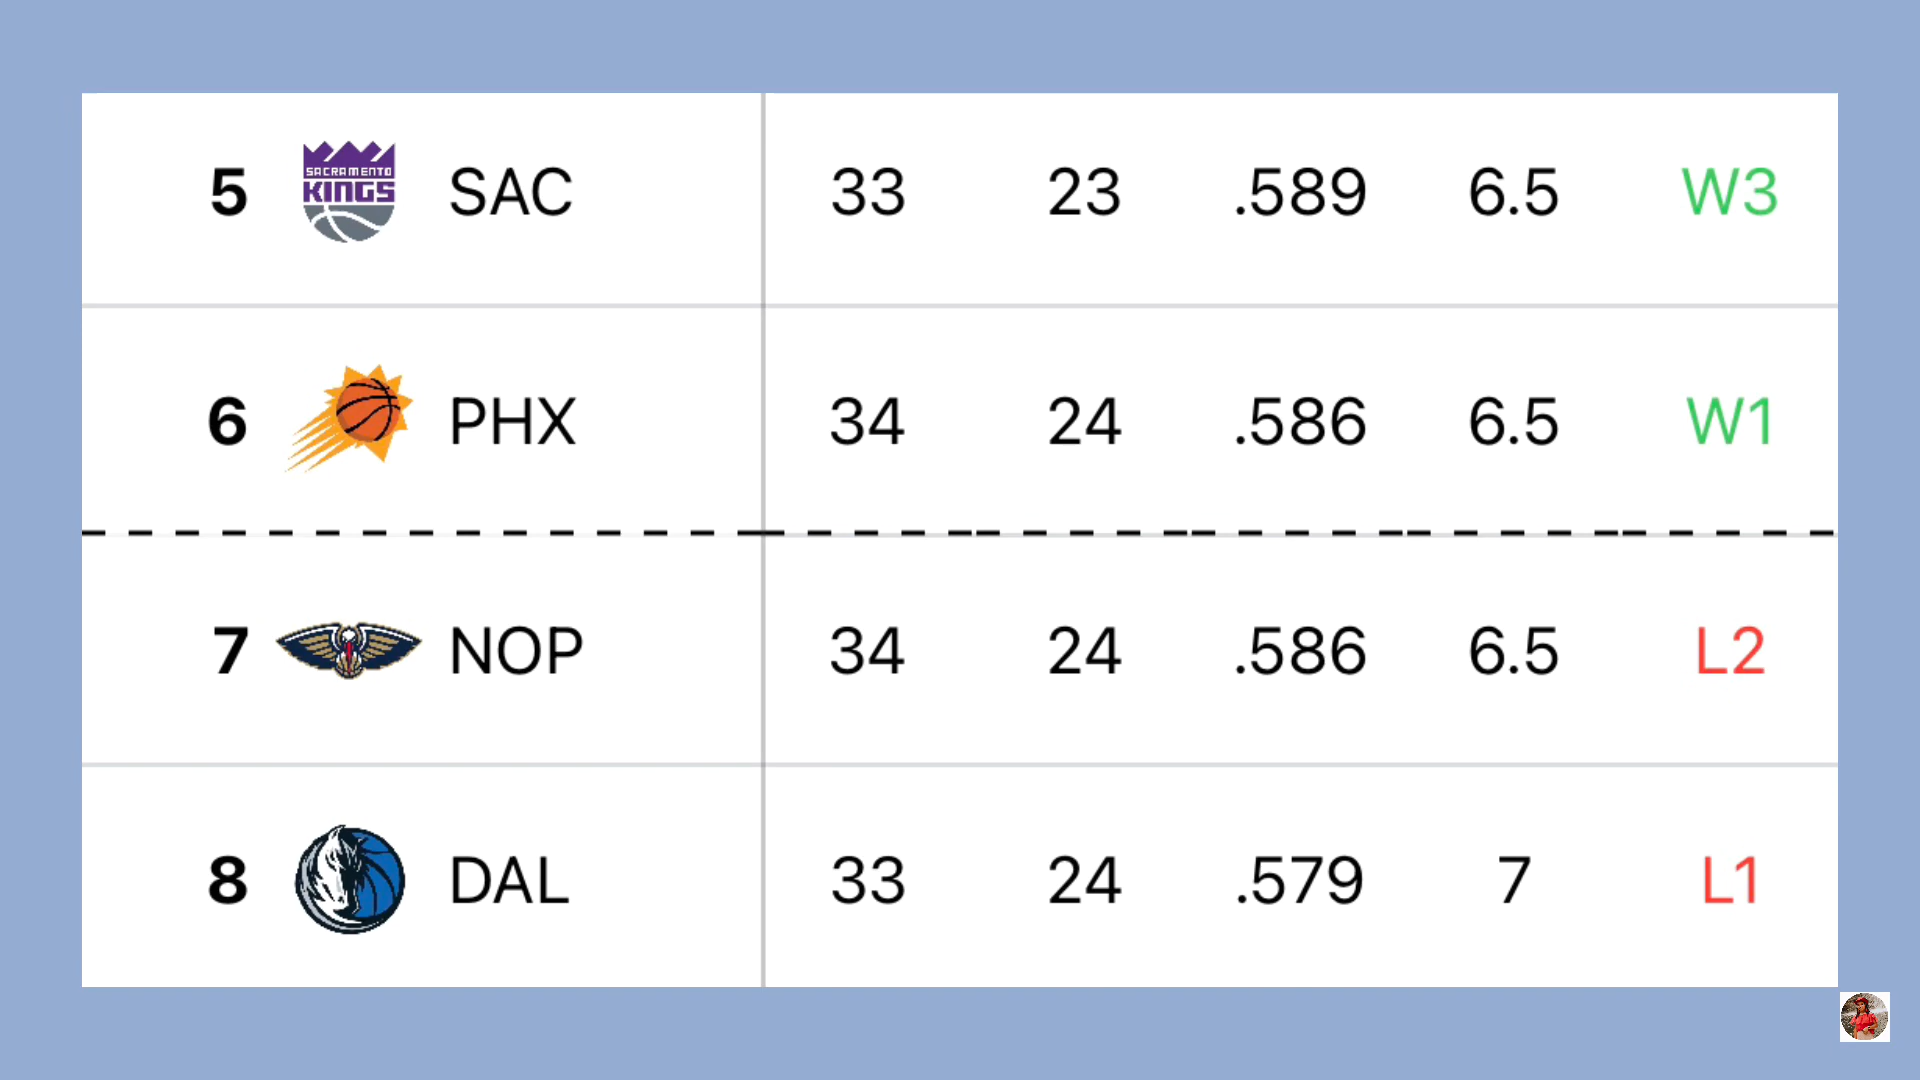 5 SACRAMENTO KINGS SAC 33 23 .589 6.5 W3
6 PHX 34 24 .586 6.5 W1
7 NOP 34 24 .586 6.5 L2
8 DAL 33 24 .579 7 L1